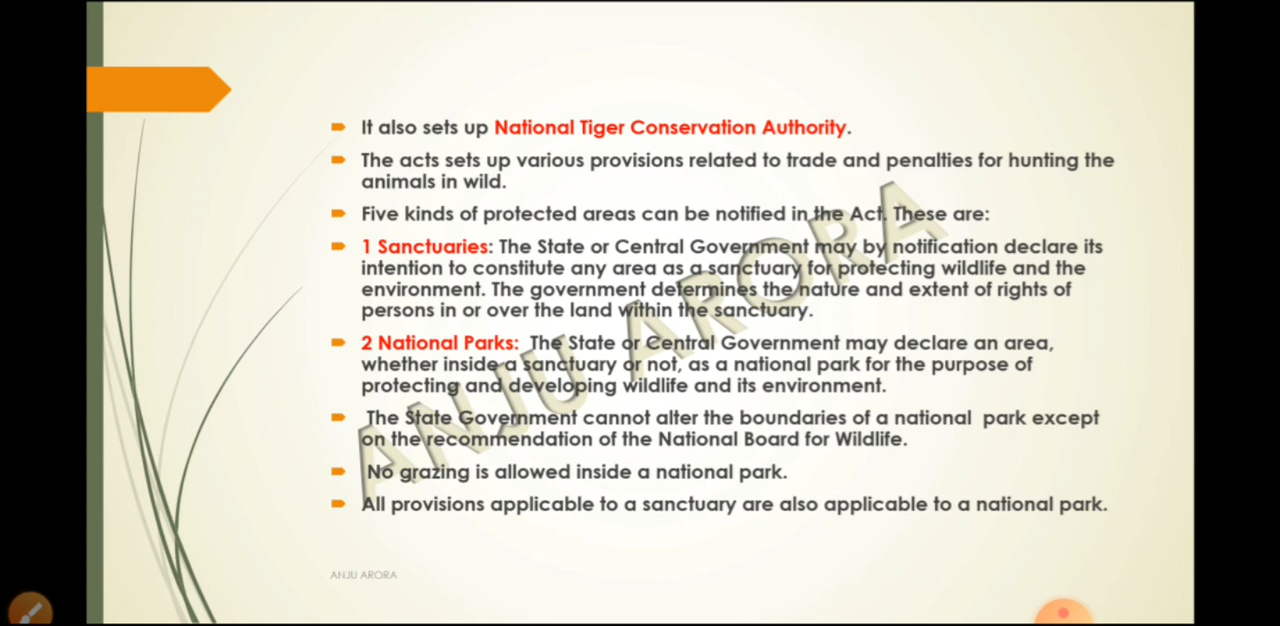 It also sets up National Tiger Conservation Authority.
The acts sets up various provisions related to trade and penalties for hunting the
animals in wild.
Five kinds of protected areas can be notified in the Act. These are:
1 Sanctuaries: The State or Central Government may by notification declare its
intention to constitute any area as a sanctuary for protecting wildlife and the
environment. The government determines the nature and extent of rights of
persons in or over the land within the sanctuary.
2 National Parks: The State or Central Government may declare an area,
whether inside a sanctuary or not, as a national park for the purpose of
protecting and developing wildlife and its environment.
The State Government cannot alter the boundaries of a national park except
on the recommendation of the National Board for Wildlife.
No grazing is allowed inside a national park.
All provisions applicable to a sanctuary are also applicable to a national park.
ANJU ARORA
ANJU ARORA